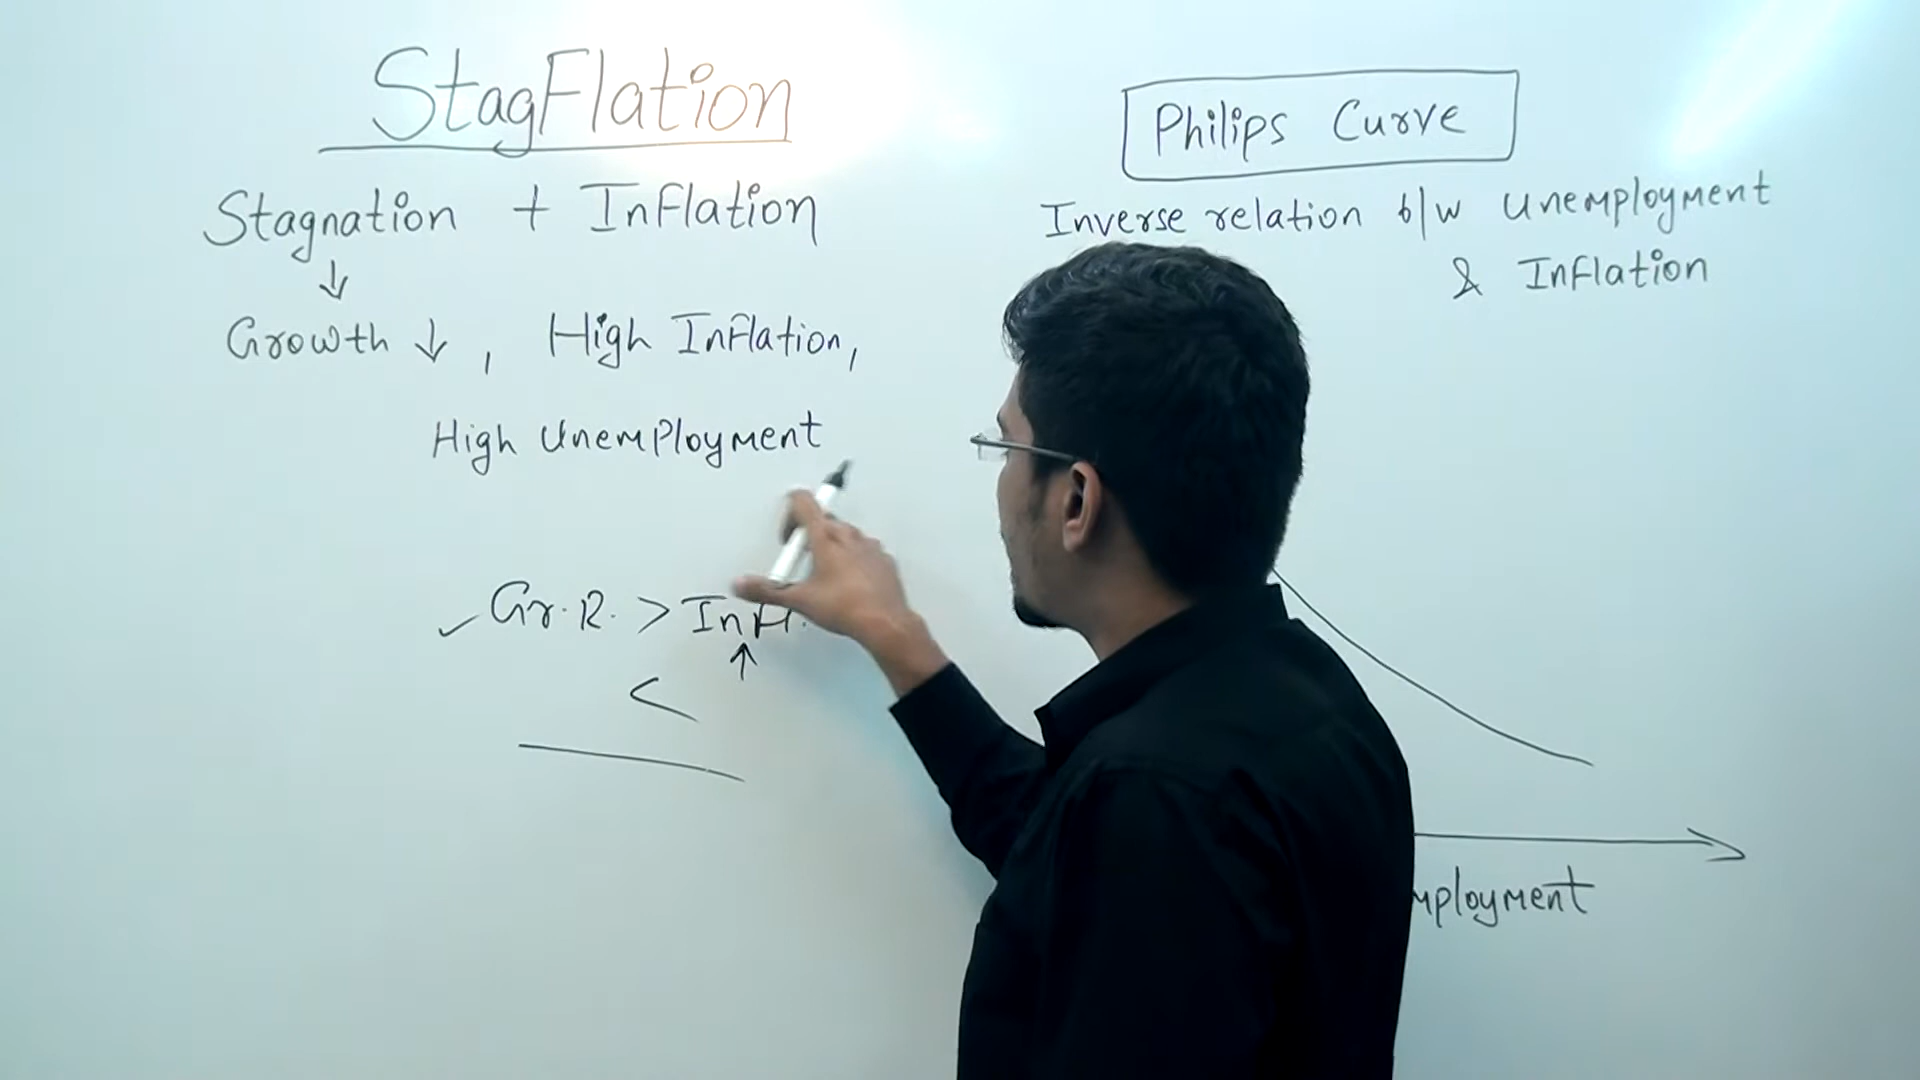 StagFlation
Stagnation + Inflation
↓
Growth ↓, High Inflation,
High Unemployment
✓ Gr.R. > Infl.
↑
<
Philips Curve
Inverse relation b/w Unemployment
& Inflation
mployment